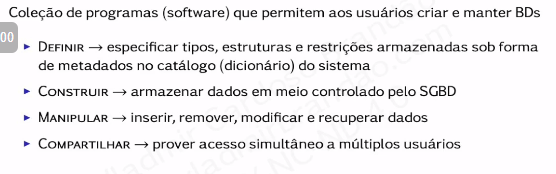 Coleção de programas (software) que permitem aos usuários criar e manter BDs
00
▶ Definir → especificar tipos, estruturas e restrições armazenadas sob forma
de metadados no catálogo (dicionário) do sistema
▶ Construir → armazenar dados em meio controlado pelo SGBD
▶ Manipular → inserir, remover, modificar e recuperar dados
▶ Compartilhar → prover acesso simultâneo a múltiplos usuários